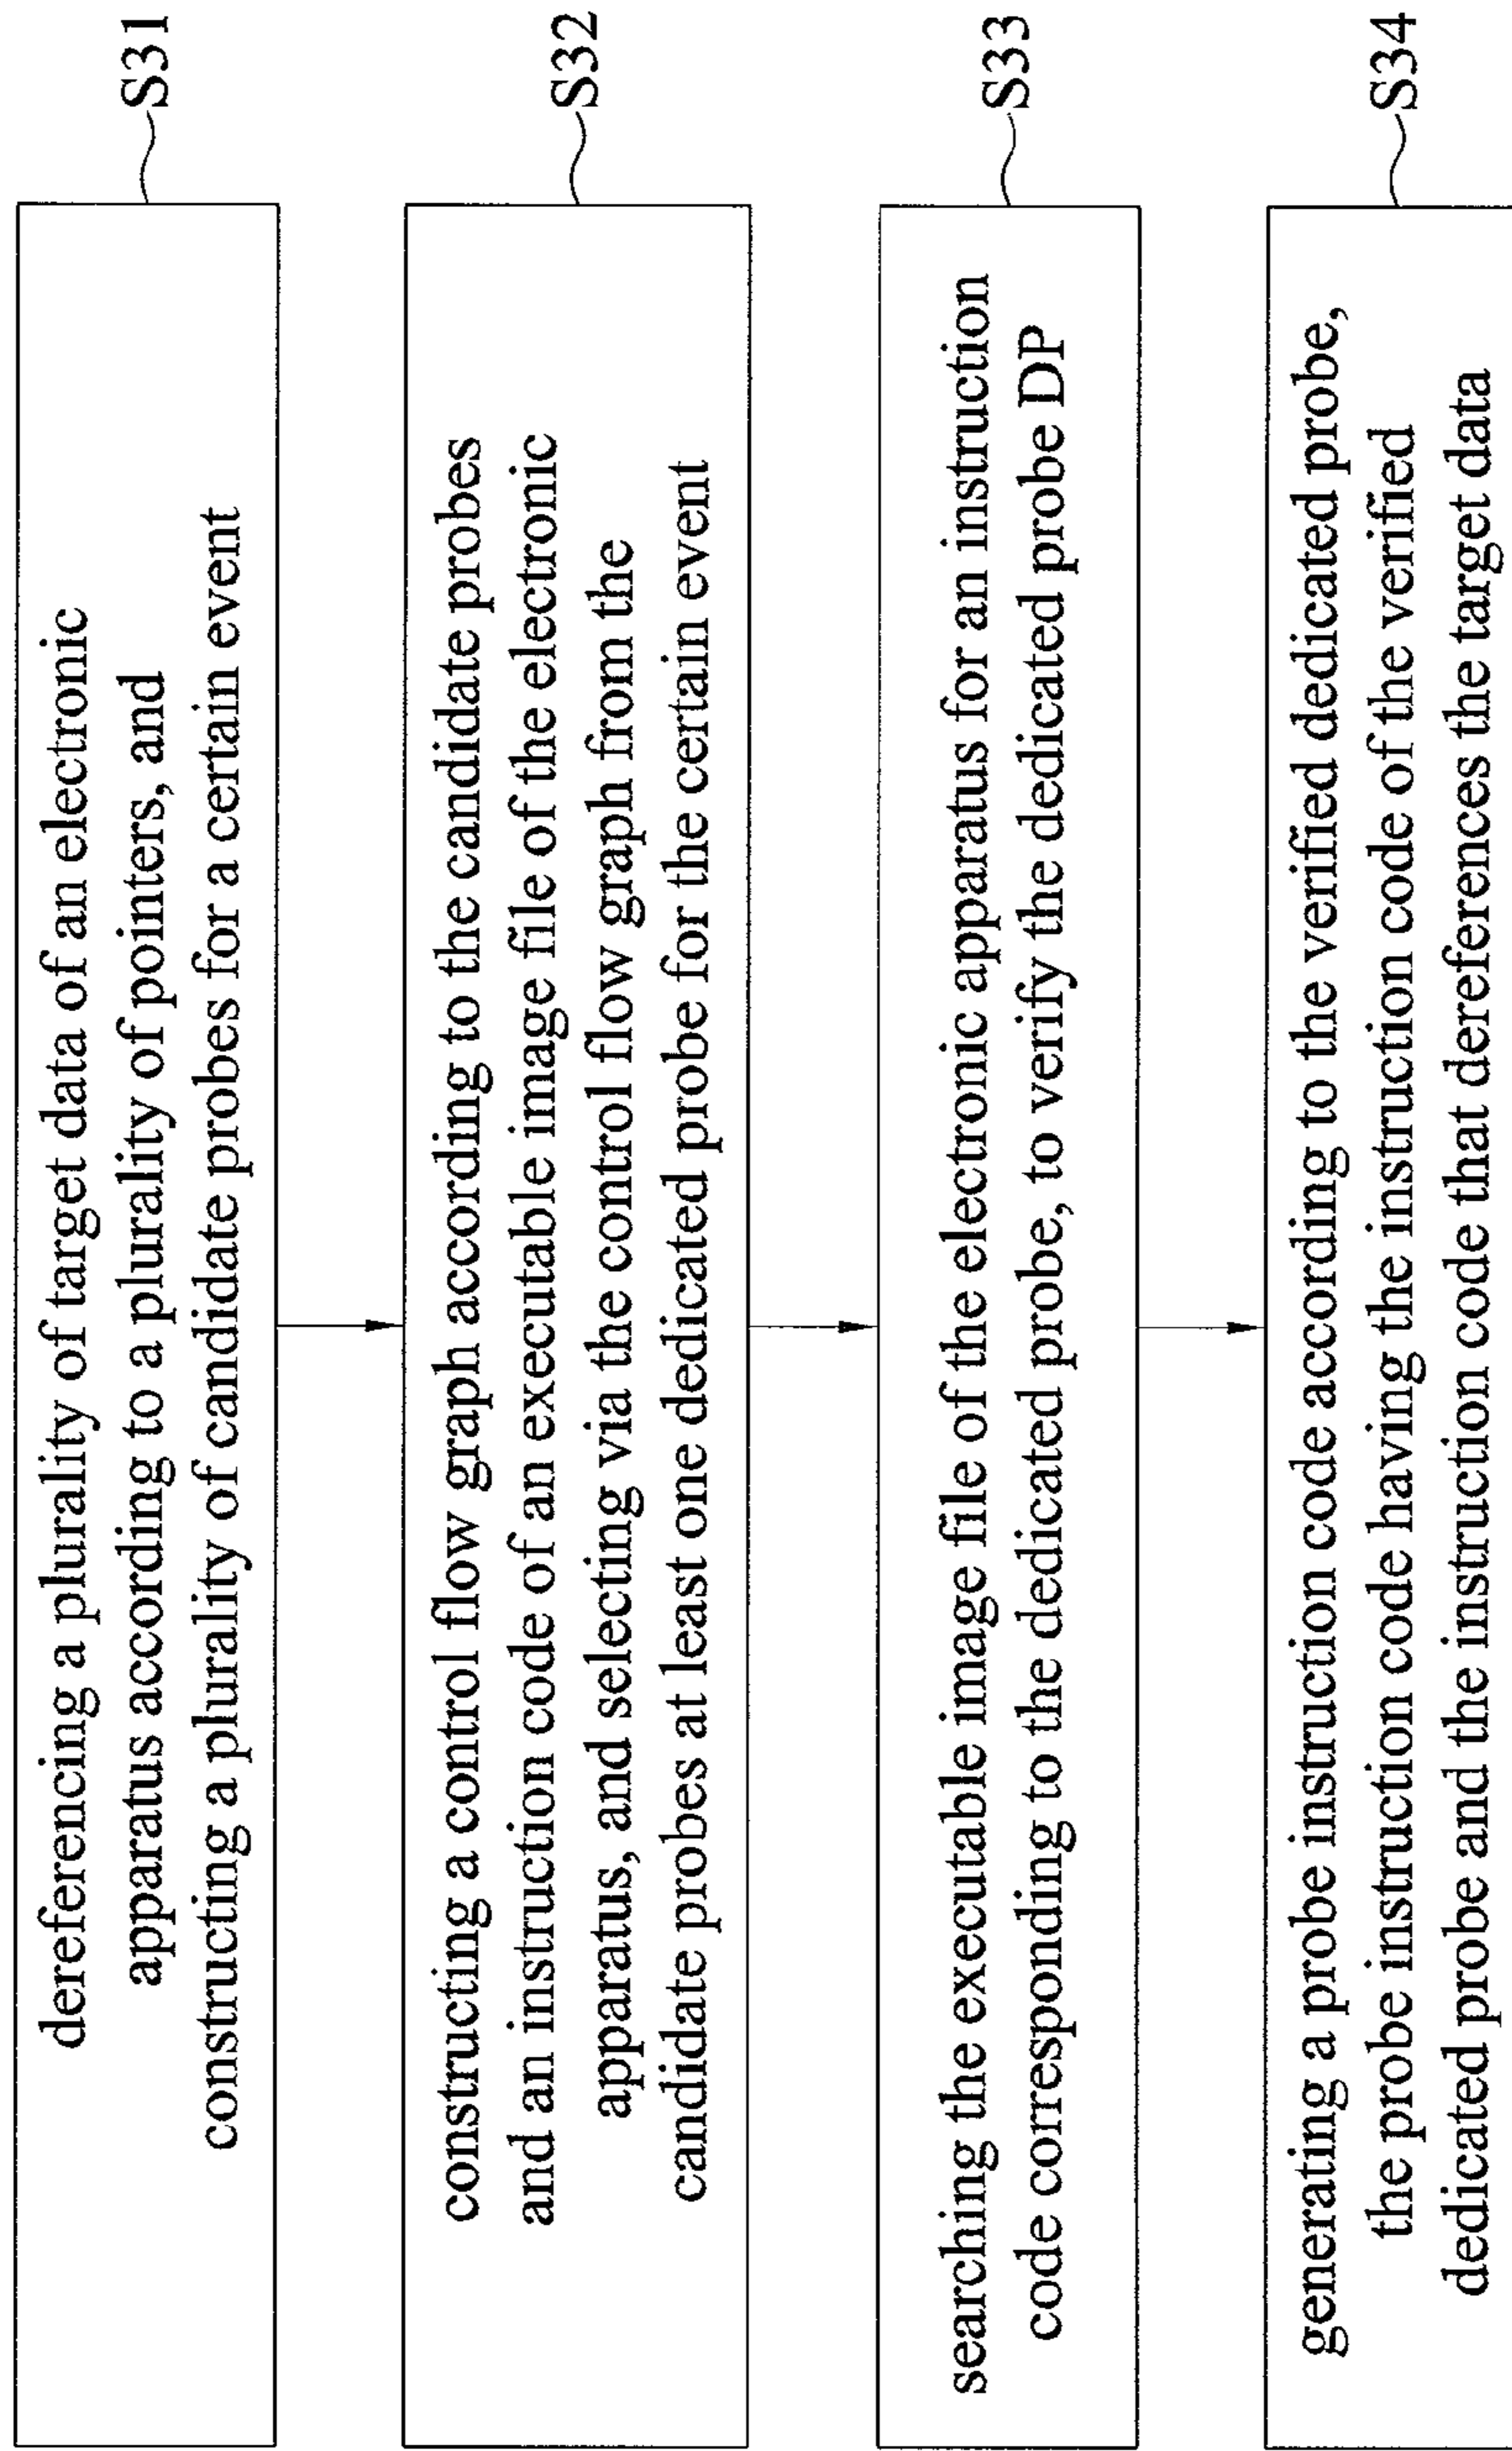 dereferencing a plurality of target data of an electronic
apparatus according to a plurality of pointers, and
constructing a plurality of candidate probes for a certain event
S31
constructing a control flow graph according to the candidate probes
and an instruction code of an executable image file of the electronic
apparatus, and selecting via the control flow graph from the
candidate probes at least one dedicated probe for the certain event
S32
searching the executable image file of the electronic apparatus for an instruction
code corresponding to the dedicated probe, to verify the dedicated probe DP
S33
generating a probe instruction code according to the verified dedicated probe,
the probe instruction code having the instruction code of the verified
dedicated probe and the instruction code that dereferences the target data
S34